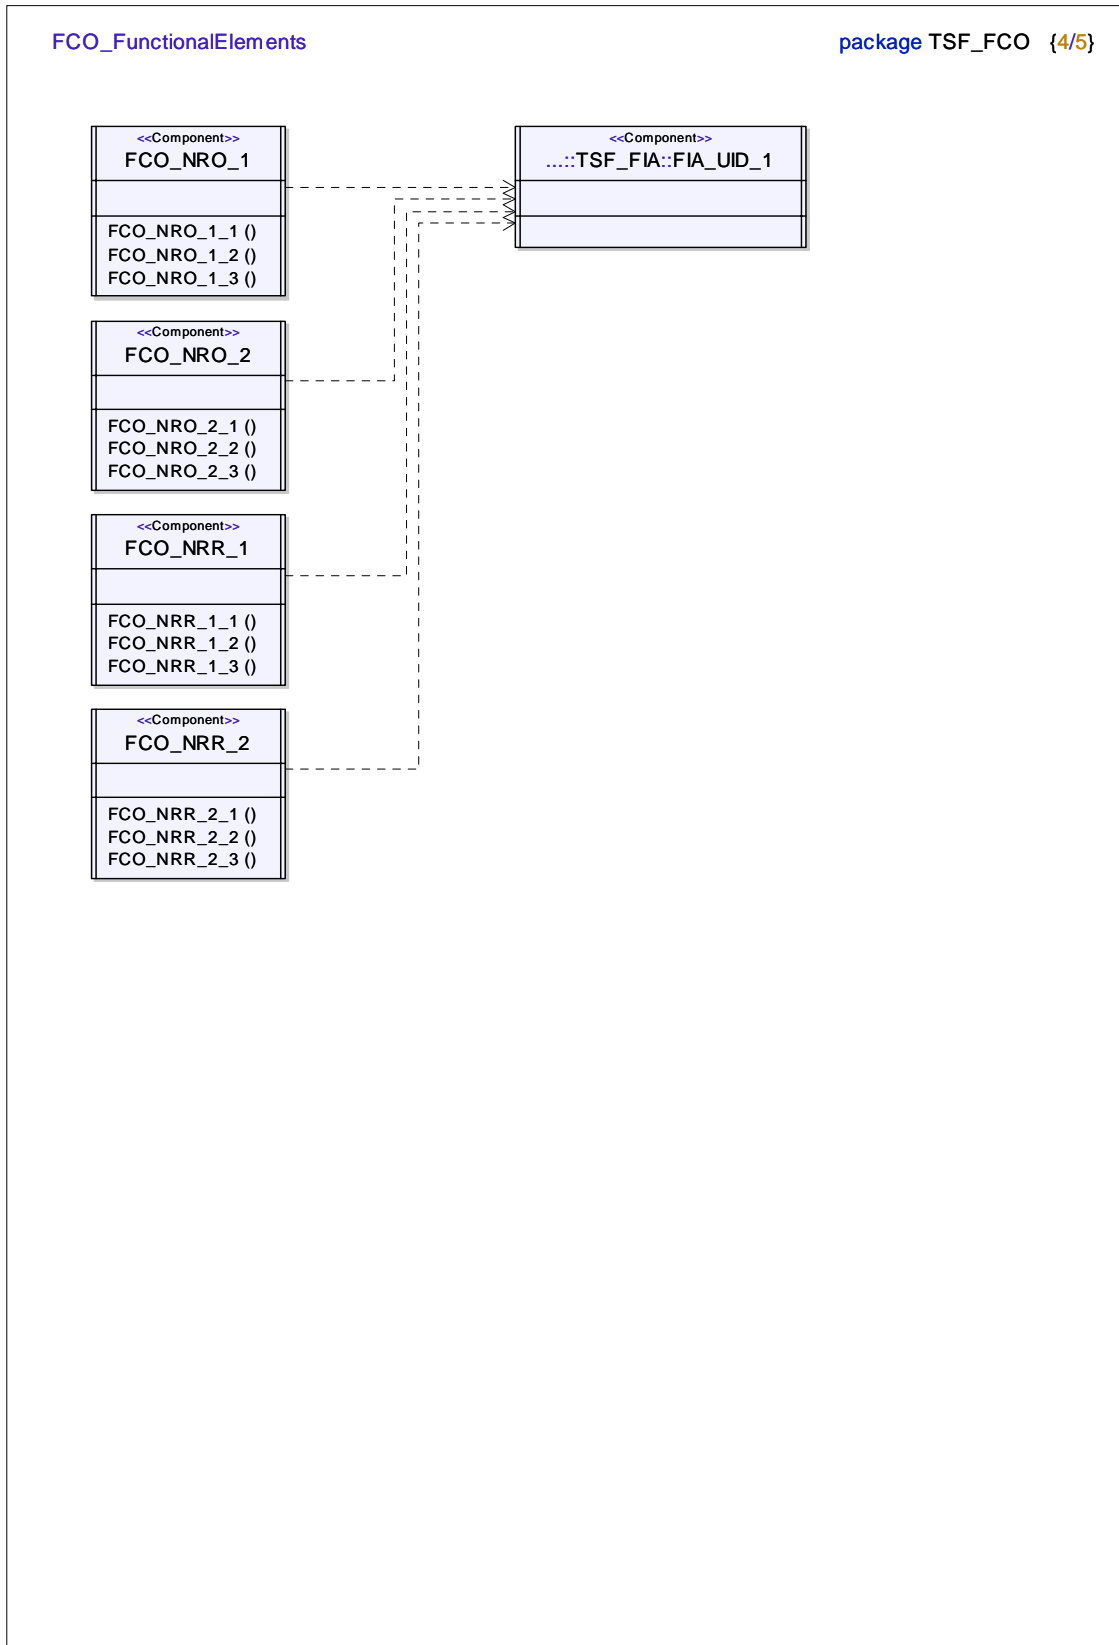 FCO_FunctionalElements
package TSF_FCO {4/5}
<<Component>>
FCO_NRO_1
FCO_NRO_1_1 ()
FCO_NRO_1_2 ()
FCO_NRO_1_3 ()
<<Component>>
...::TSF_FIA::FIA_UID_1
<<Component>>
FCO_NRO_2
FCO_NRO_2_1 ()
FCO_NRO_2_2 ()
FCO_NRO_2_3 ()
<<Component>>
FCO_NRR_1
FCO_NRR_1_1 ()
FCO_NRR_1_2 ()
FCO_NRR_1_3 ()
<<Component>>
FCO_NRR_2
FCO_NRR_2_1 ()
FCO_NRR_2_2 ()
FCO_NRR_2_3 ()